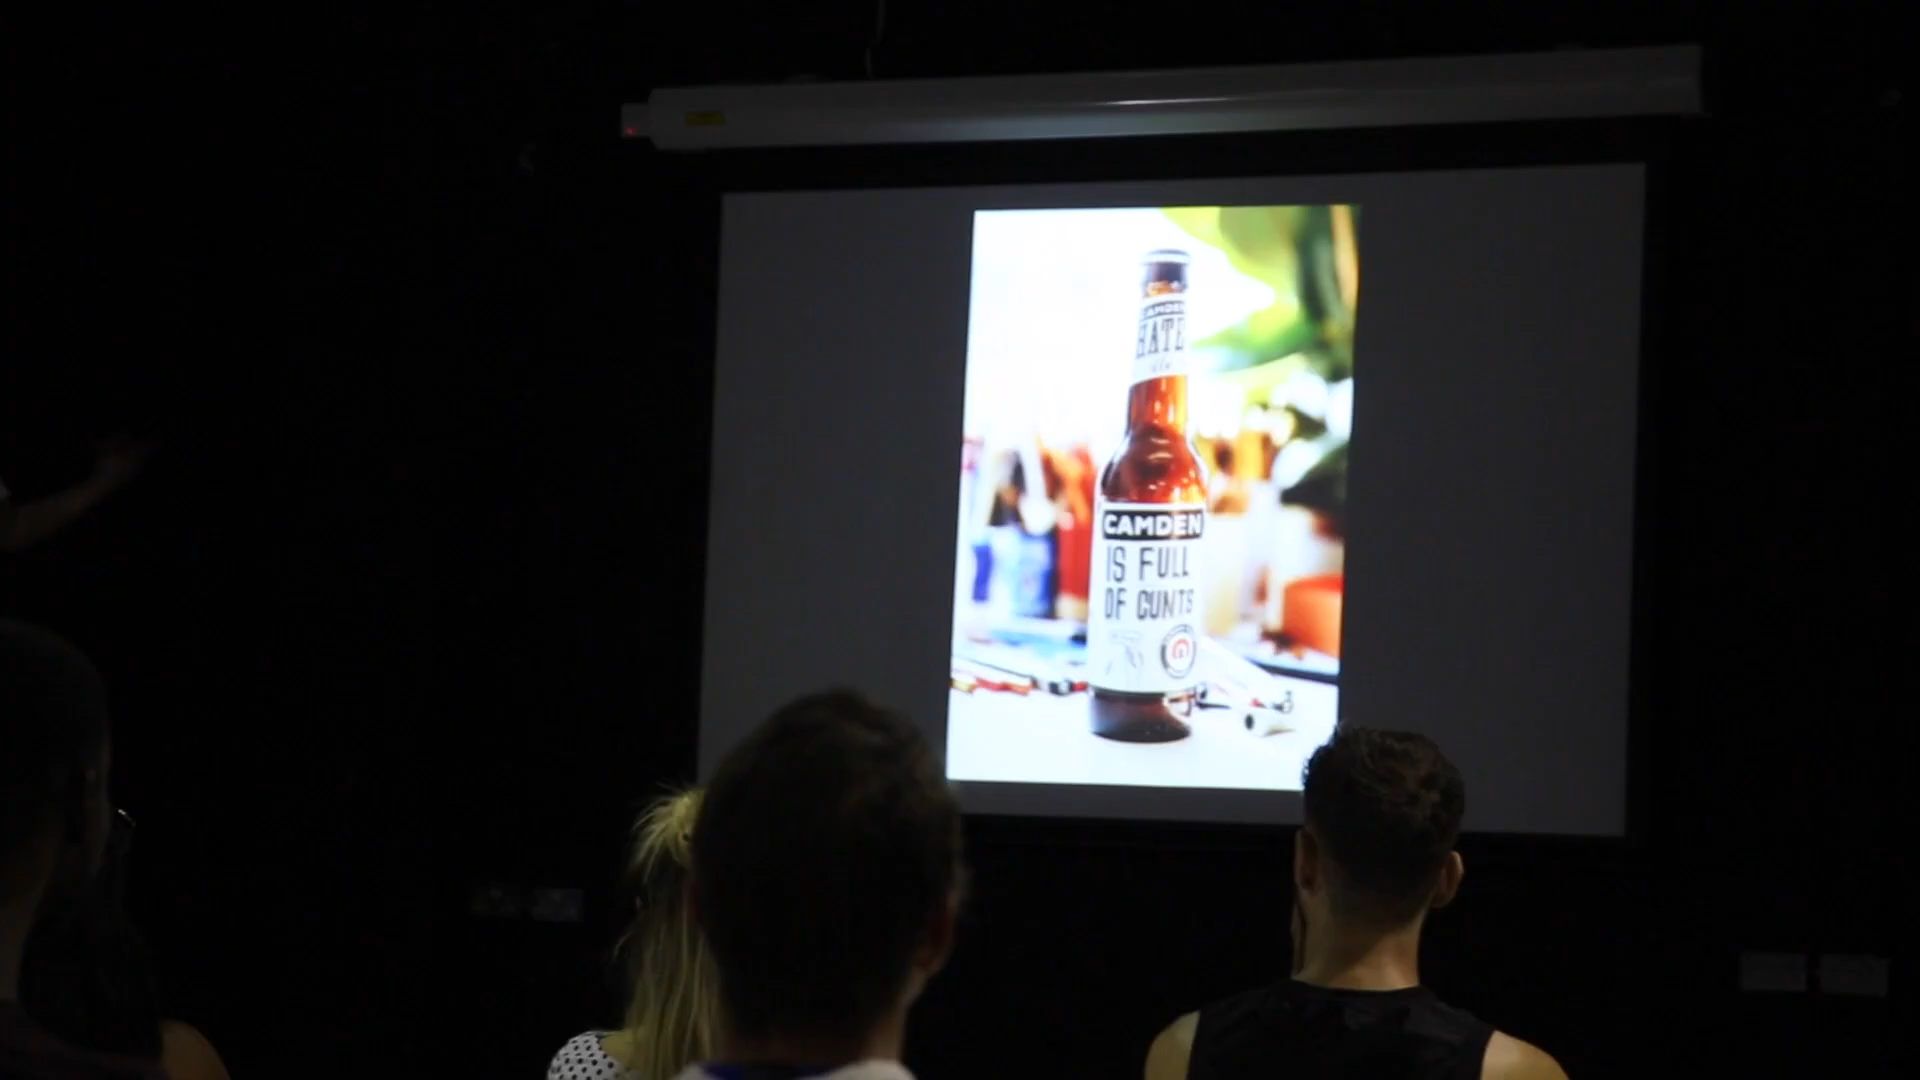 CAMDEN
HATE
CAMDEN
IS FULL
OF CUNTS